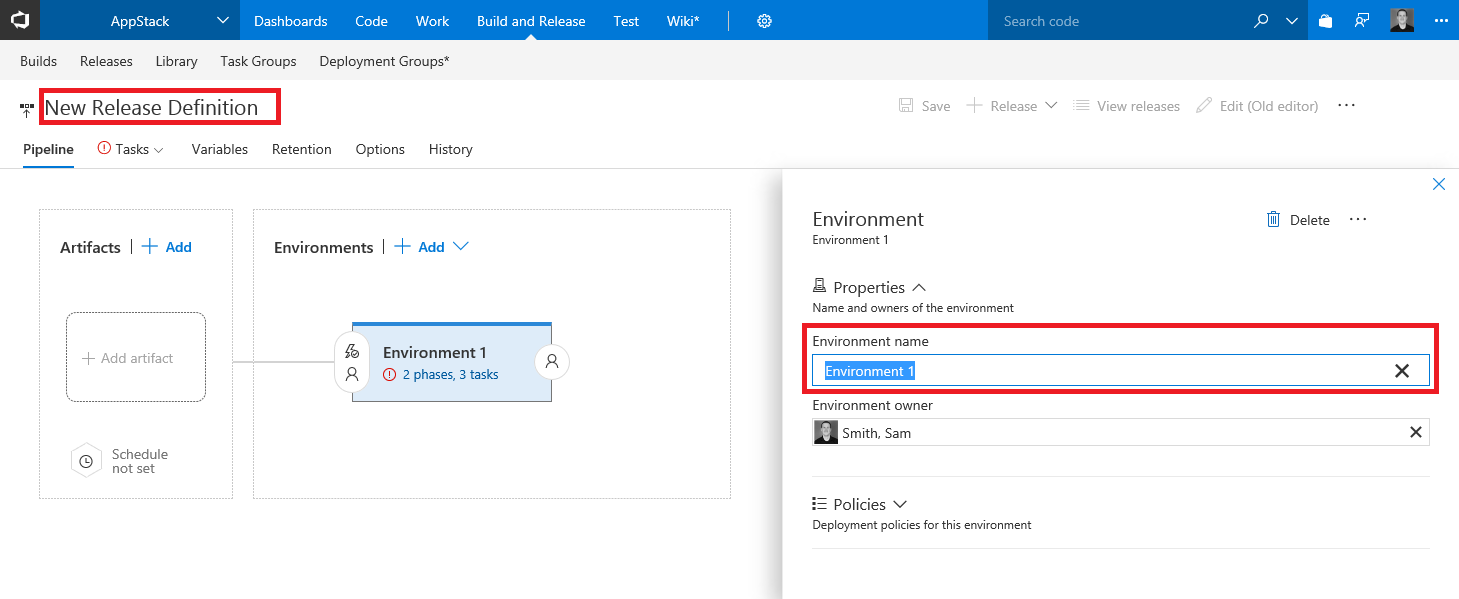 AppStack Dashboards Code Work Build and Release Test Wiki* Search code
Builds Releases Library Task Groups Deployment Groups*
New Release Definition
Save Release View releases Edit (Old editor) ...
Pipeline Tasks Variables Retention Options History
Artifacts | + Add
+ Add artifact
Schedule
not set
Environments | + Add
Environment 1
2 phases, 3 tasks
Environment
Delete ...
Environment 1
Properties
Name and owners of the environment
Environment name
Environment 1
Environment owner
Smith, Sam
Policies
Deployment policies for this environment